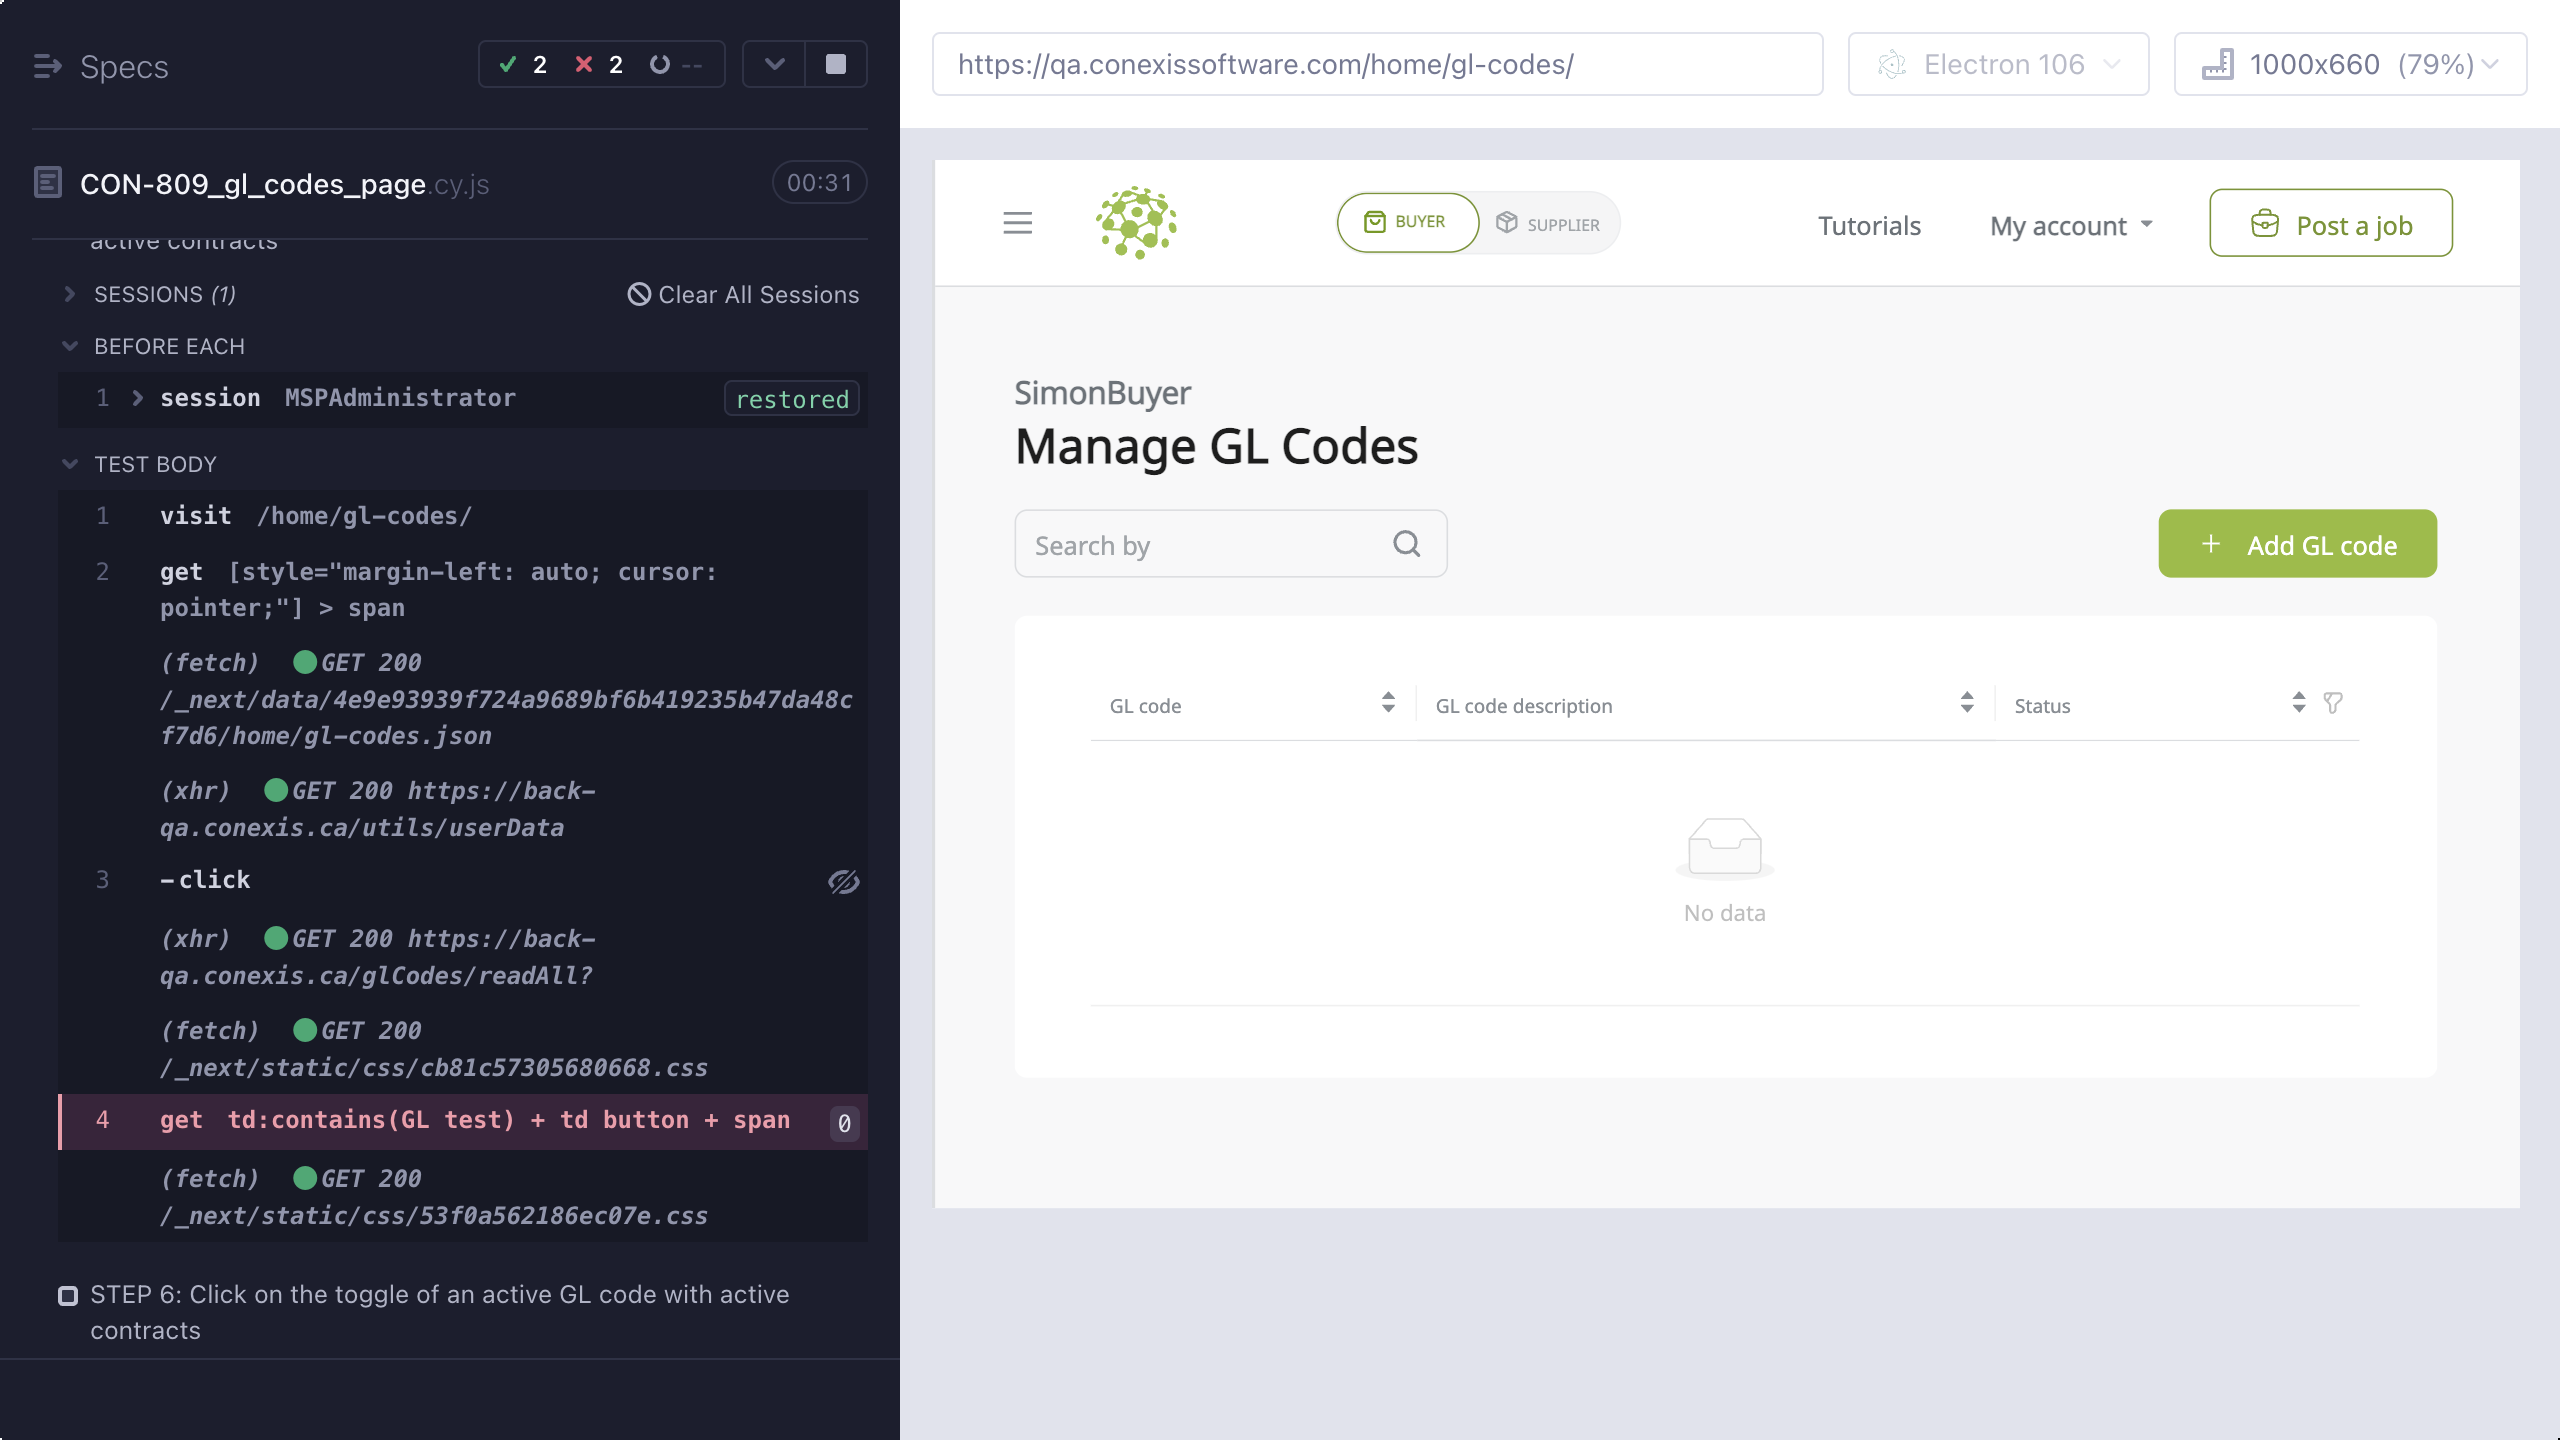 Specs
2
2
--
CON-809_gl_codes_page.cy.js
00:31
active contracts
SESSIONS (1)
Clear All Sessions
BEFORE EACH
1 session MSPAdministrator restored
TEST BODY
1 visit /home/gl-codes/
2 get [style="margin-left: auto; cursor:
pointer;"] > span
(fetch) GET 200
/_next/data/4e9e93939f724a9689bf6b419235b47da48c
f7d6/home/gl-codes.json
(xhr) GET 200 https://back-
qa.conexis.ca/utils/userData
3 -click
(xhr) GET 200 https://back-
qa.conexis.ca/glCodes/readAll?
(fetch) GET 200
/_next/static/css/cb81c57305680668.css
4 get td:contains(GL test) + td button + span 0
(fetch) GET 200
/_next/static/css/53f0a562186ec07e.css
STEP 6: Click on the toggle of an active GL code with active
contracts
https://qa.conexissoftware.com/home/gl-codes/
Electron 106
1000x660 (79%)
BUYER
SUPPLIER
Tutorials
My account
Post a job
SimonBuyer
Manage GL Codes
Search by
+ Add GL code
GL code
GL code description
Status
No data